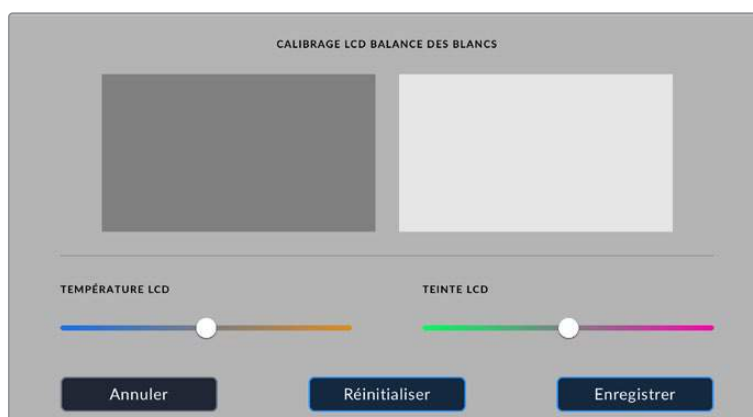 CALIBRAGE LCD BALANCE DES BLANCS
TEMPÉRATURE LCD
TEINTE LCD
Annuler
Réinitialiser
Enregistrer